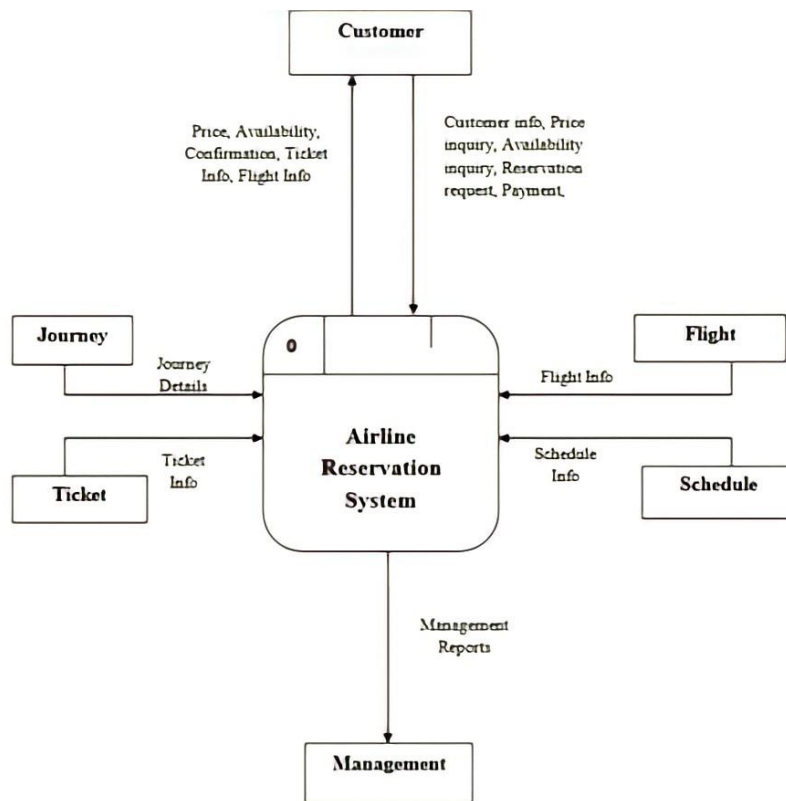 Customer
Price, Availability,
Confirmation, Ticket
Info, Flight Info
Customer info, Price
inquiry, Availability
inquiry, Reservation
request, Payment,
Journey
Flight
0
Journey
Details
Flight Info
Airline
Reservation
System
Ticket
Info
Schedule
Info
Ticket
Schedule
Management
Reports
Management